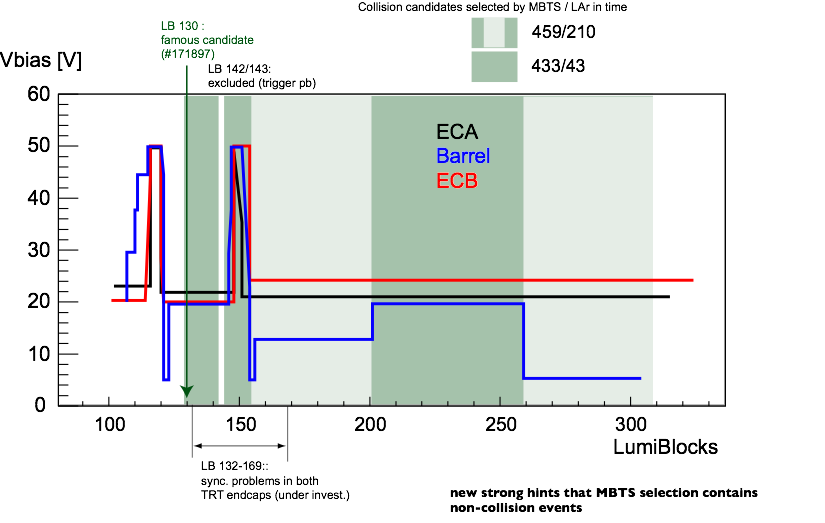 Collision candidates selected by MBTS / LAr in time
459/210
433/43
LB 130 :
famous candidate
(#171897)
LB 142/143:
excluded (trigger pb)
Vbias [V]
60
50
40
30
20
10
0
ECA
Barrel
ECB
100
150
200
250
300
LumiBlocks
LB 132-169::
sync. problems in both
TRT endcaps (under invest.)
new strong hints that MBTS selection contains
non-collision events